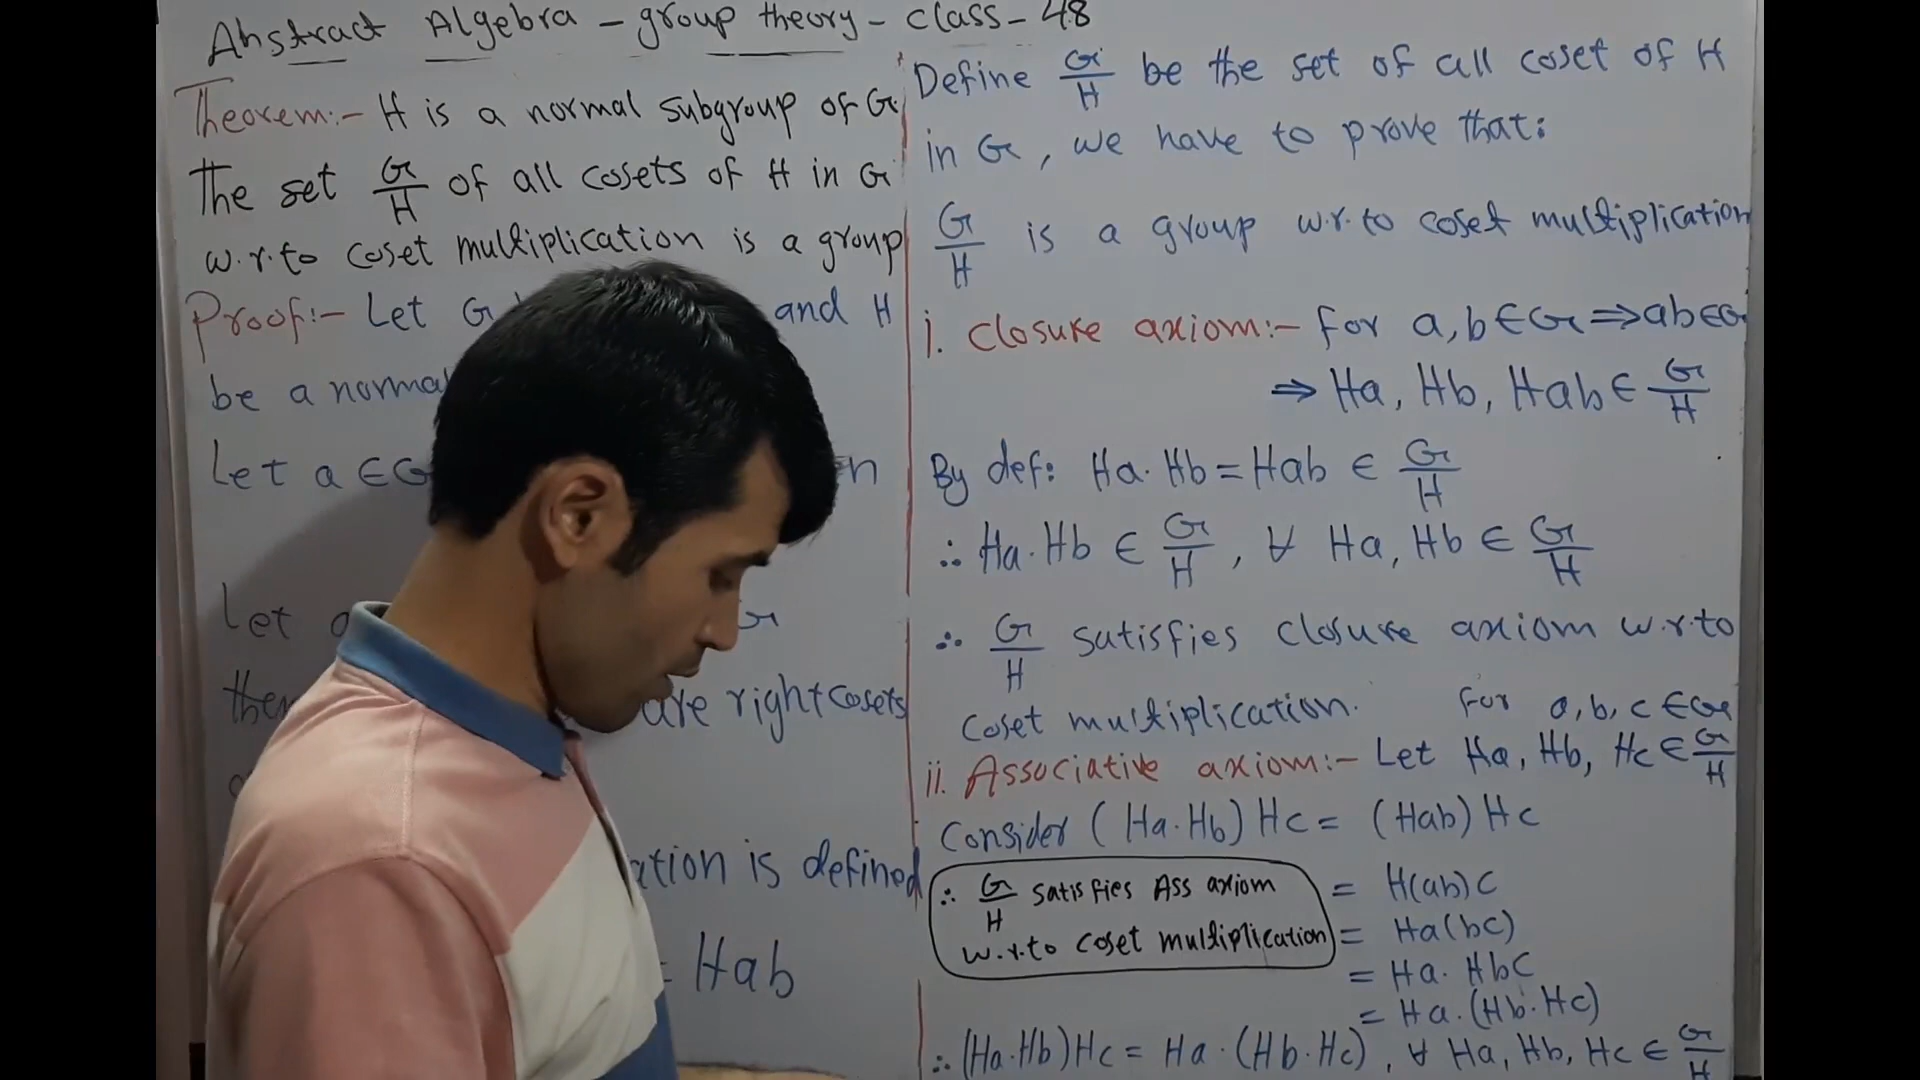 Abstract Algebra - group theory - class - 48
Theorem:- H is a normal subgroup of G.
The set G/H of all cosets of H in G
w.r.to coset multiplication is a group
Proof:- Let G and H
be a normal
Let a ∈ G
Let
then are right cosets
is defined
= Hab
Define G/H be the set of all coset of H
in G, we have to prove that:
G/H is a group w.r.to coset multiplication
i. Closure axiom:- For a, b ∈ G ⇒ ab ∈ G
⇒ Ha, Hb, Hab ∈ G/H
By def: Ha · Hb = Hab ∈ G/H
∴ Ha · Hb ∈ G/H, ∀ Ha, Hb ∈ G/H
∴ G/H satisfies closure axiom w.r.to
coset multiplication. For a, b, c ∈ G
ii. Associative axiom:- Let Ha, Hb, Hc ∈ G/H
Consider (Ha · Hb) Hc = (Hab) Hc
= H(ab)c
= Ha(bc)
= Ha · Hbc
= Ha · (Hb · Hc)
∴ G/H satisfies Ass axiom
w.r.to coset multiplication
∴ (Ha · Hb) Hc = Ha · (Hb · Hc), ∀ Ha, Hb, Hc ∈ G/H